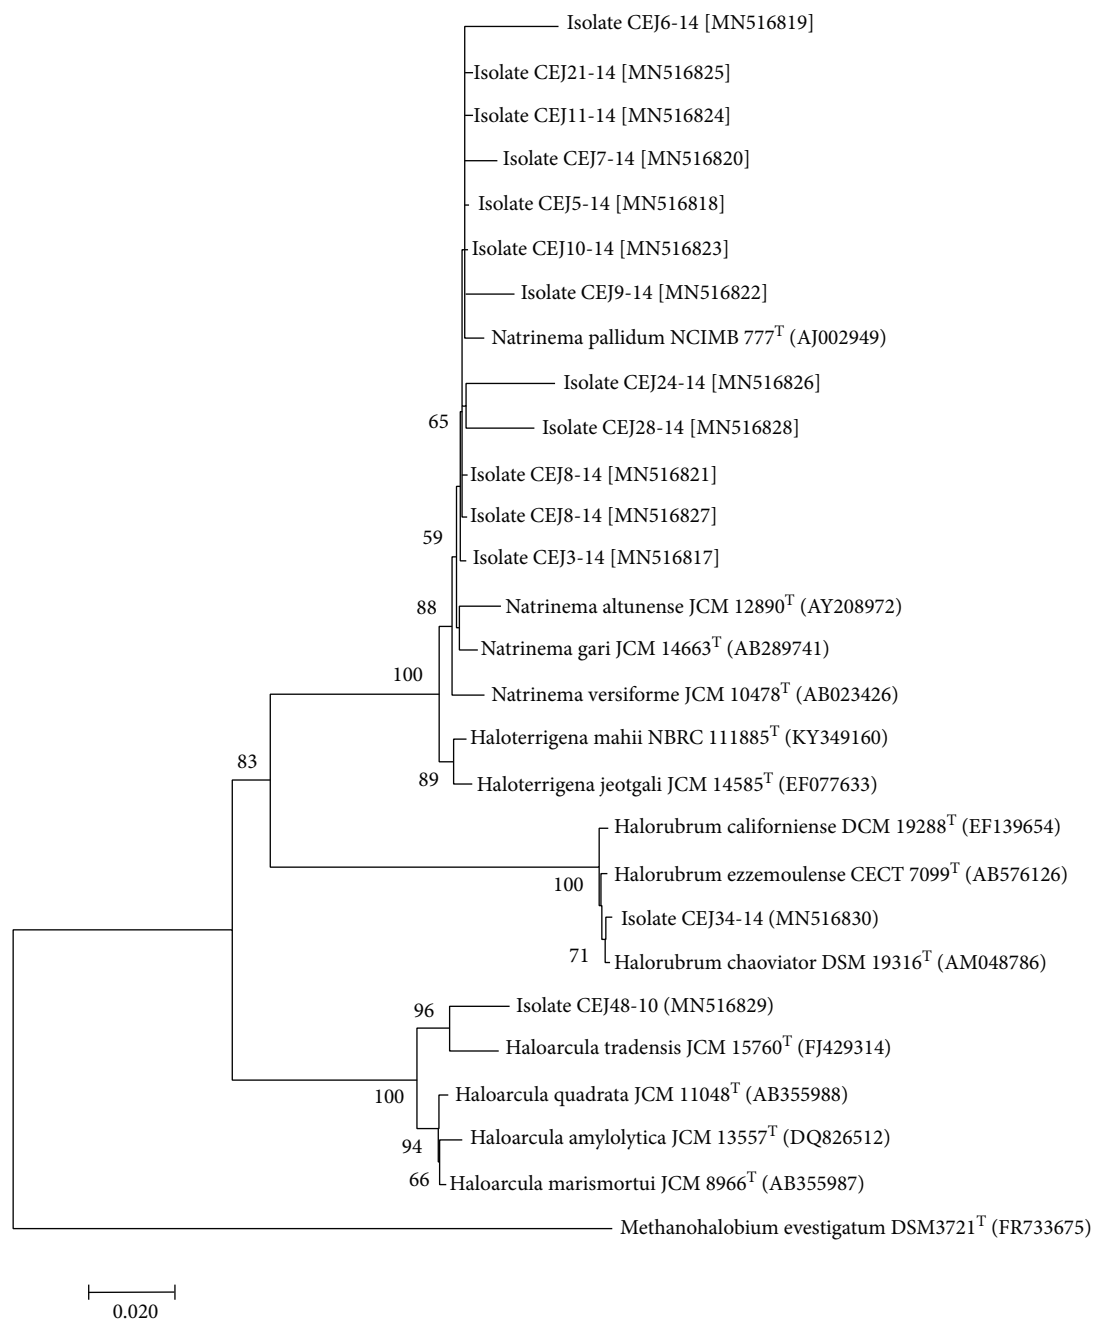 Isolate CEJ6-14 [MN516819]
Isolate CEJ21-14 [MN516825]
Isolate CEJ11-14 [MN516824]
Isolate CEJ7-14 [MN516820]
Isolate CEJ5-14 [MN516818]
Isolate CEJ10-14 [MN516823]
Isolate CEJ9-14 [MN516822]
Natrinema pallidum NCIMB 777ᵀ (AJ002949)
Isolate CEJ24-14 [MN516826]
65
Isolate CEJ28-14 [MN516828]
Isolate CEJ8-14 [MN516821]
Isolate CEJ8-14 [MN516827]
59
Isolate CEJ3-14 [MN516817]
88
Natrinema altunense JCM 12890ᵀ (AY208972)
Natrinema gari JCM 14663ᵀ (AB289741)
100
Natrinema versiforme JCM 10478ᵀ (AB023426)
Haloterrigena mahii NBRC 111885ᵀ (KY349160)
83
89
Haloterrigena jeotgali JCM 14585ᵀ (EF077633)
Halorubrum californiense DCM 19288ᵀ (EF139654)
Halorubrum ezzemoulense CECT 7099ᵀ (AB576126)
100
Isolate CEJ34-14 (MN516830)
71
Halorubrum chaoviator DSM 19316ᵀ (AM048786)
96
Isolate CEJ48-10 (MN516829)
Haloarcula tradensis JCM 15760ᵀ (FJ429314)
100
Haloarcula quadrata JCM 11048ᵀ (AB355988)
94
Haloarcula amylolytica JCM 13557ᵀ (DQ826512)
66
Haloarcula marismortui JCM 8966ᵀ (AB355987)
Methanohalobium evestigatum DSM3721ᵀ (FR733675)
0.020